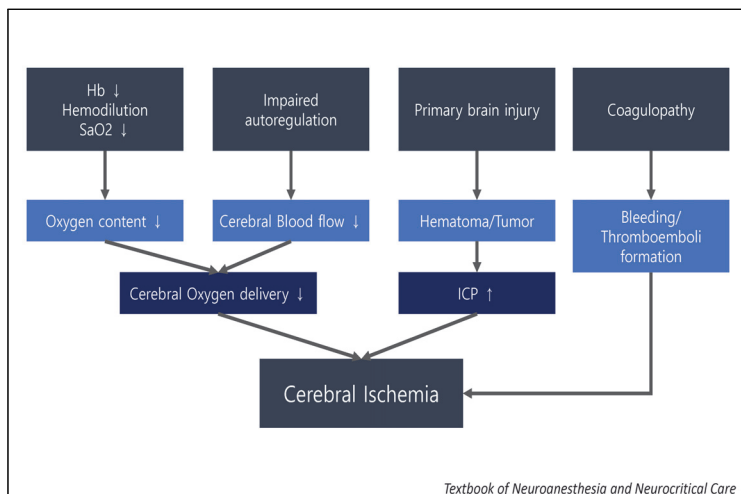 Hb ↓
Hemodilution
SaO2 ↓
Impaired
autoregulation
Primary brain injury
Coagulopathy
Oxygen content ↓
Cerebral Blood flow ↓
Hematoma/Tumor
Bleeding/
Thromboemboli
formation
Cerebral Oxygen delivery ↓
ICP ↑
Cerebral Ischemia
Textbook of Neuroanesthesia and Neurocritical Care